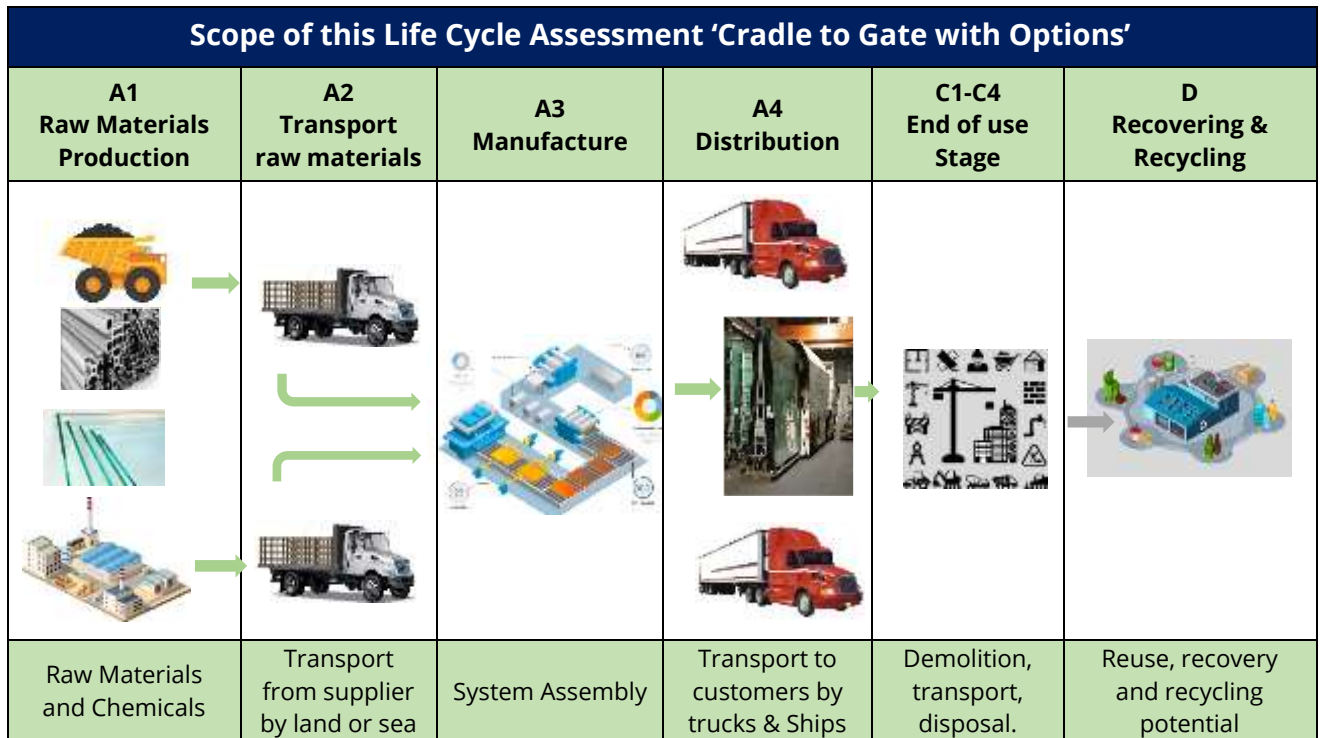 Scope of this Life Cycle Assessment ‘Cradle to Gate with Options’
A1
Raw Materials
Production
A2
Transport
raw materials
A3
Manufacture
A4
Distribution
C1-C4
End of use
Stage
D
Recovering &
Recycling
Raw Materials
and Chemicals
Transport
from supplier
by land or sea
System Assembly
Transport to
customers by
trucks & Ships
Demolition,
transport,
disposal.
Reuse, recovery
and recycling
potential